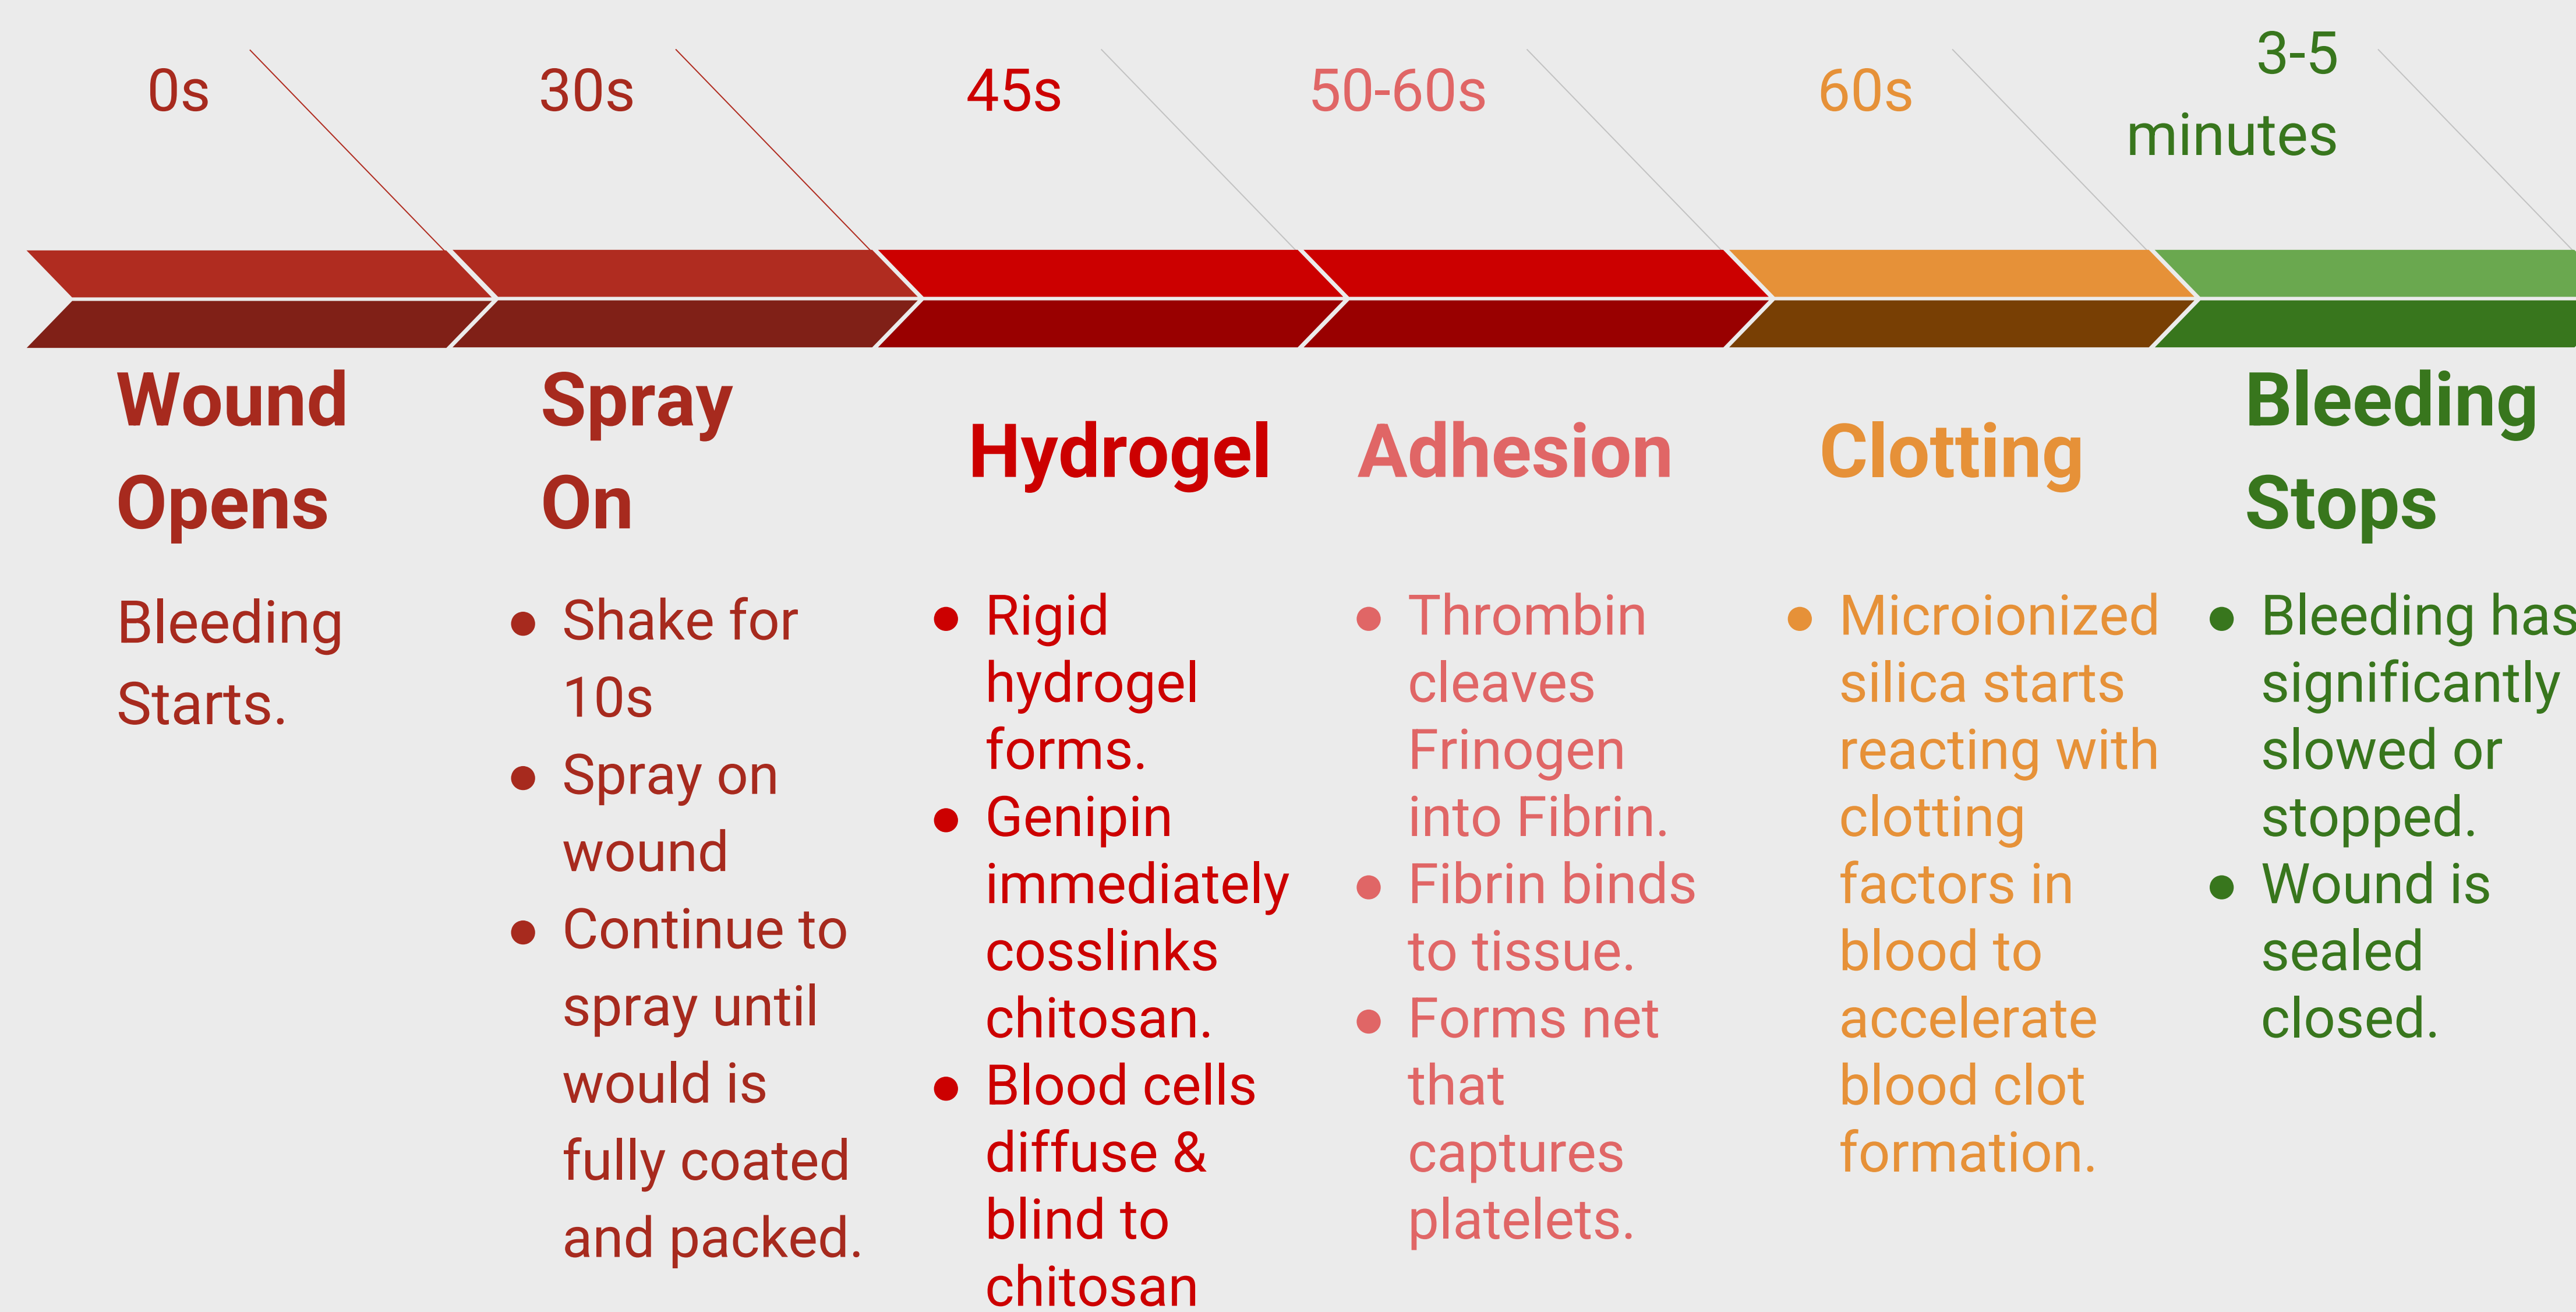 0s
30s
45s
50-60s
60s
3-5
minutes
Wound
Opens
Bleeding
Starts.
Spray
On
● Shake for
10s
● Spray on
wound
● Continue to
spray until
would is
fully coated
and packed.
Hydrogel
● Rigid
hydrogel
forms.
● Genipin
immediately
cosslinks
chitosan.
● Blood cells
diffuse &
blind to
chitosan
Adhesion
● Thrombin
cleaves
Frinogen
into Fibrin.
● Fibrin binds
to tissue.
● Forms net
that
captures
platelets.
Clotting
● Microionized
silica starts
reacting with
clotting
factors in
blood to
accelerate
blood clot
formation.
Bleeding
Stops
● Bleeding has
significantly
slowed or
stopped.
● Wound is
sealed
closed.